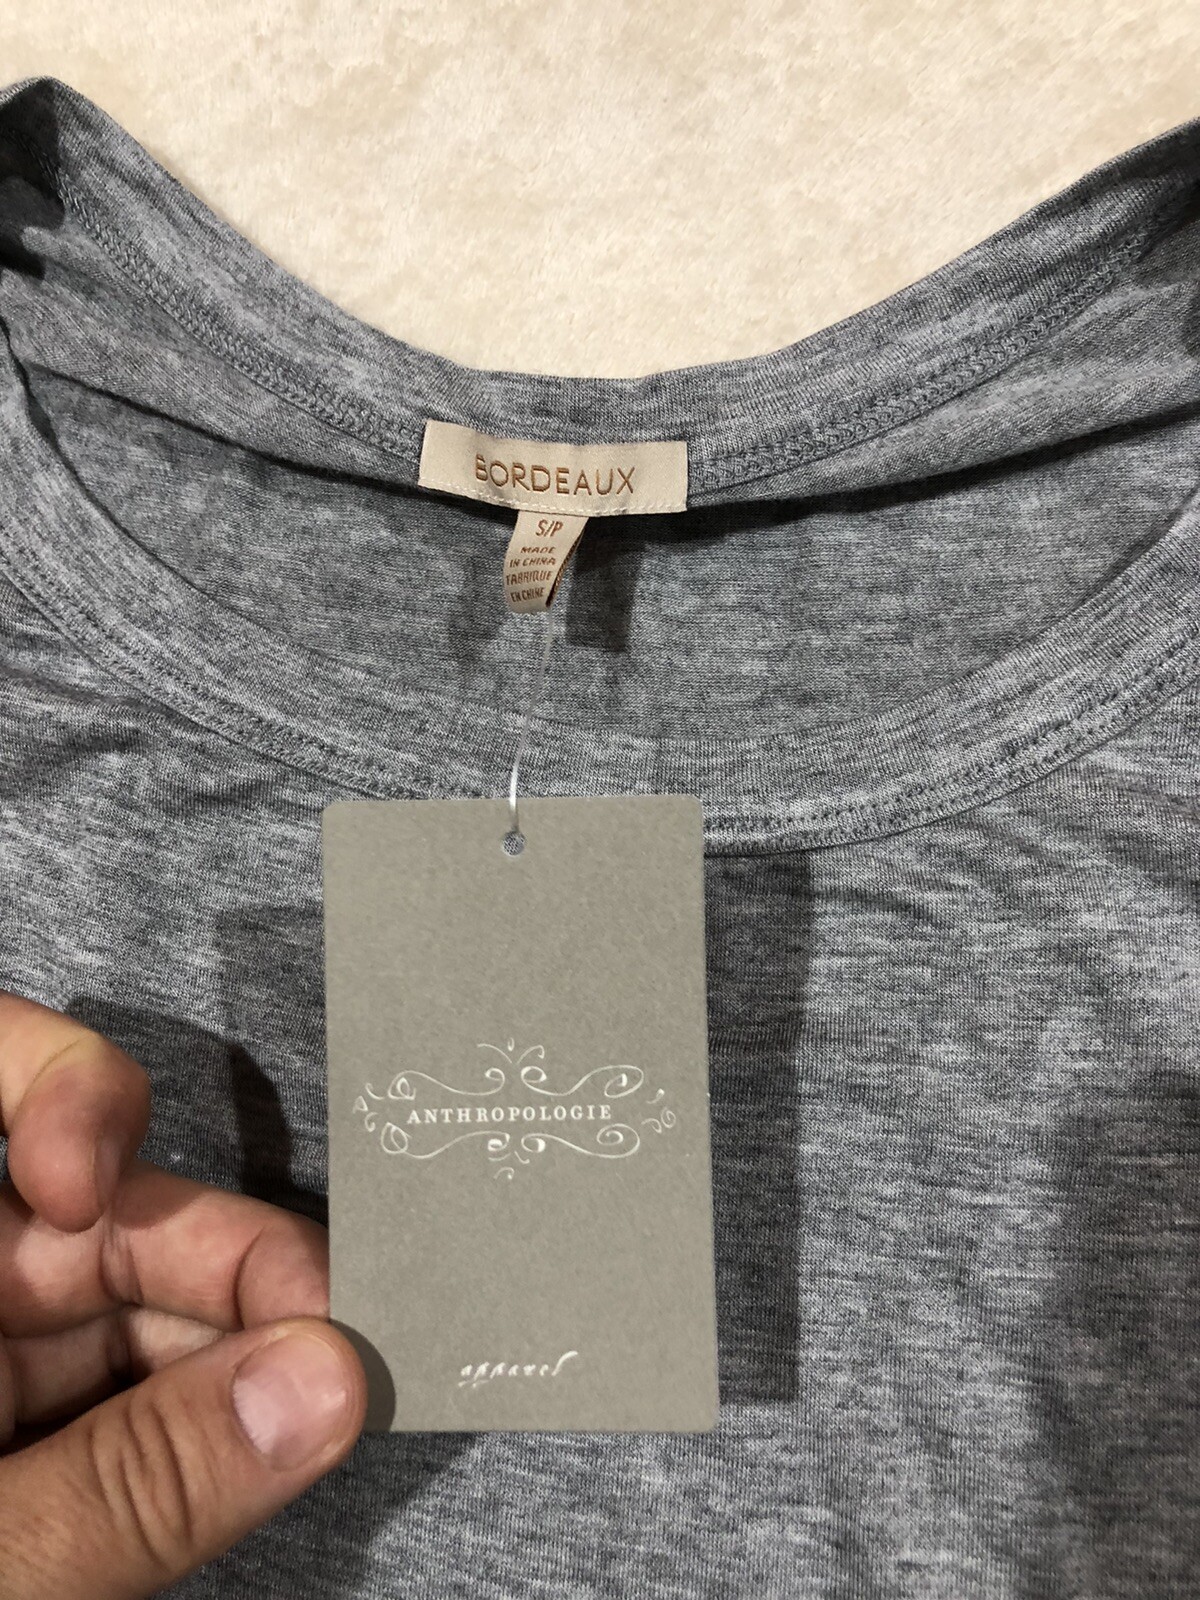 BORDEAUX
S/P
MADE
IN CHINA
FABRIQUE
EN CHINE
ANTHROPOLOGIE
apparel